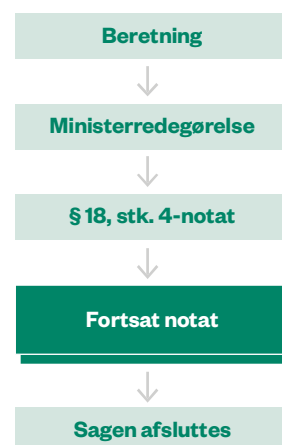 Beretning
Ministerredegørelse
§ 18, stk. 4-notat
Fortsat notat
Sagen afsluttes